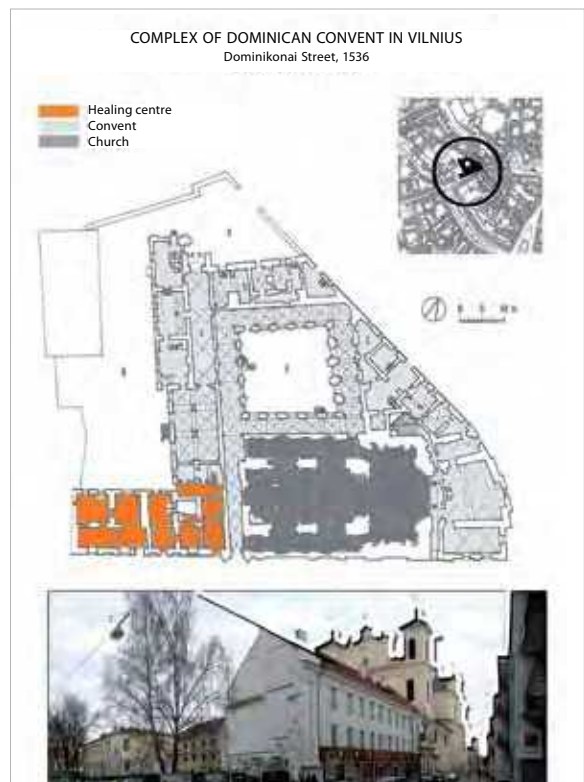 COMPLEX OF DOMINICAN CONVENT IN VILNIUS
Dominikonai Street, 1536
Healing centre
Convent
Church